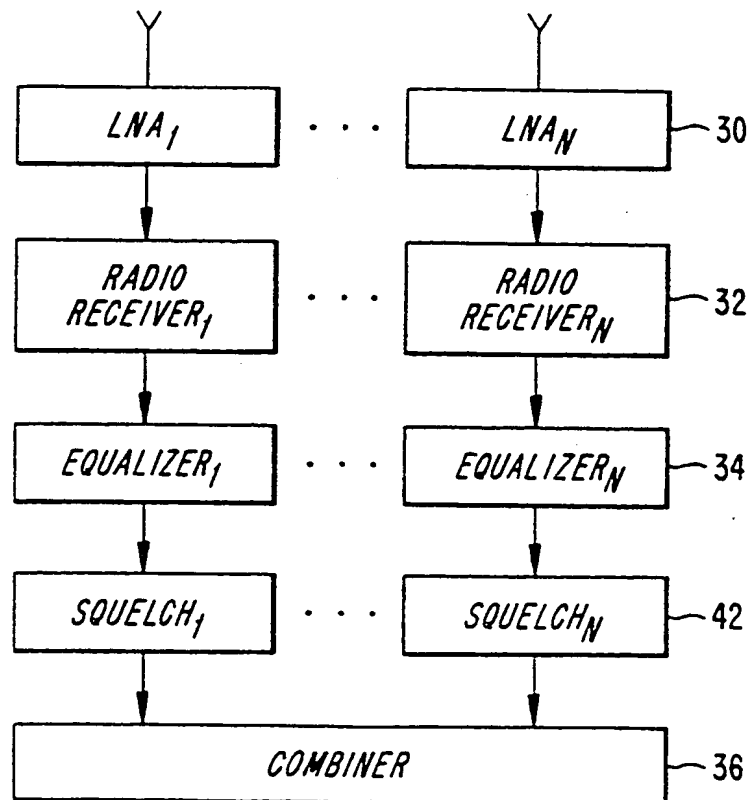 LNA1 . . . LNAN 30
RADIO RECEIVER1 . . . RADIO RECEIVERN 32
EQUALIZER1 . . . EQUALIZERN 34
SQUELCH1 . . . SQUELCHN 42
COMBINER 36